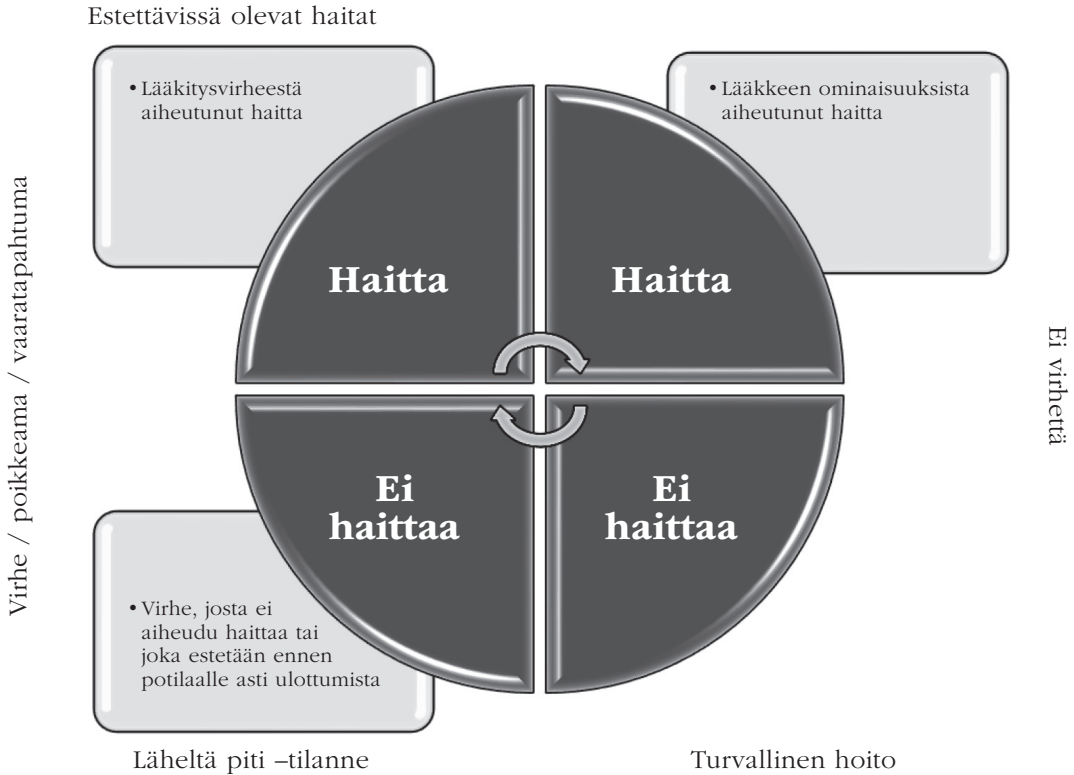 Estettävissä olevat haitat
• Lääkitysvirheestä
aiheutunut haitta
• Lääkkeen ominaisuuksista
aiheutunut haitta
Virhe / poikkeama / vaaratapahtuma
Haitta
Haitta
Ei virhettä
Ei
haittaa
Ei
haittaa
• Virhe, josta ei
aiheudu haittaa tai
joka estetään ennen
potilaalle asti ulottumista
Läheltä piti –tilanne
Turvallinen hoito